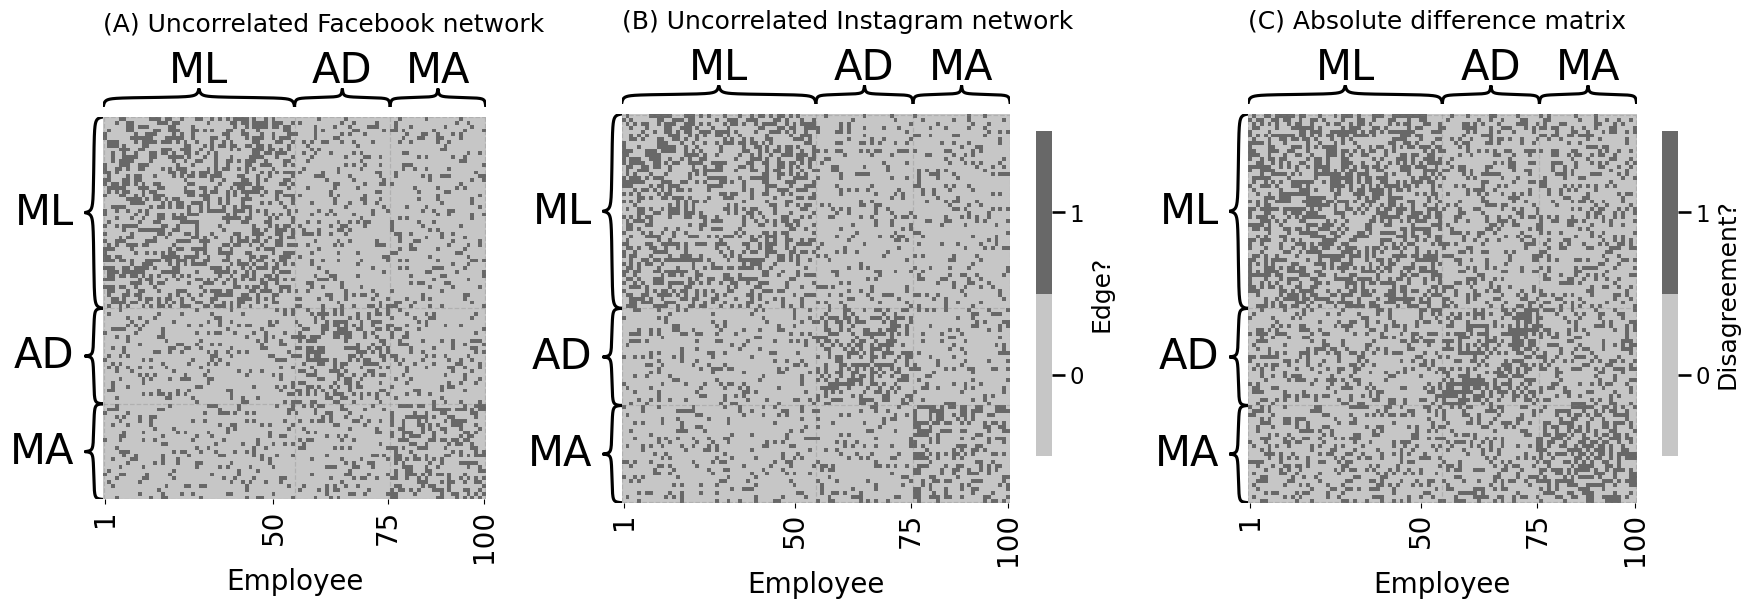 (A) Uncorrelated Facebook network
ML AD MA
ML
AD
MA
1 50 75 100
Employee
(B) Uncorrelated Instagram network
ML AD MA
ML
AD
MA
1 50 75 100
Employee
1
0
Edge?
(C) Absolute difference matrix
ML AD MA
ML
AD
MA
1 50 75 100
Employee
1
0
Disagreement?